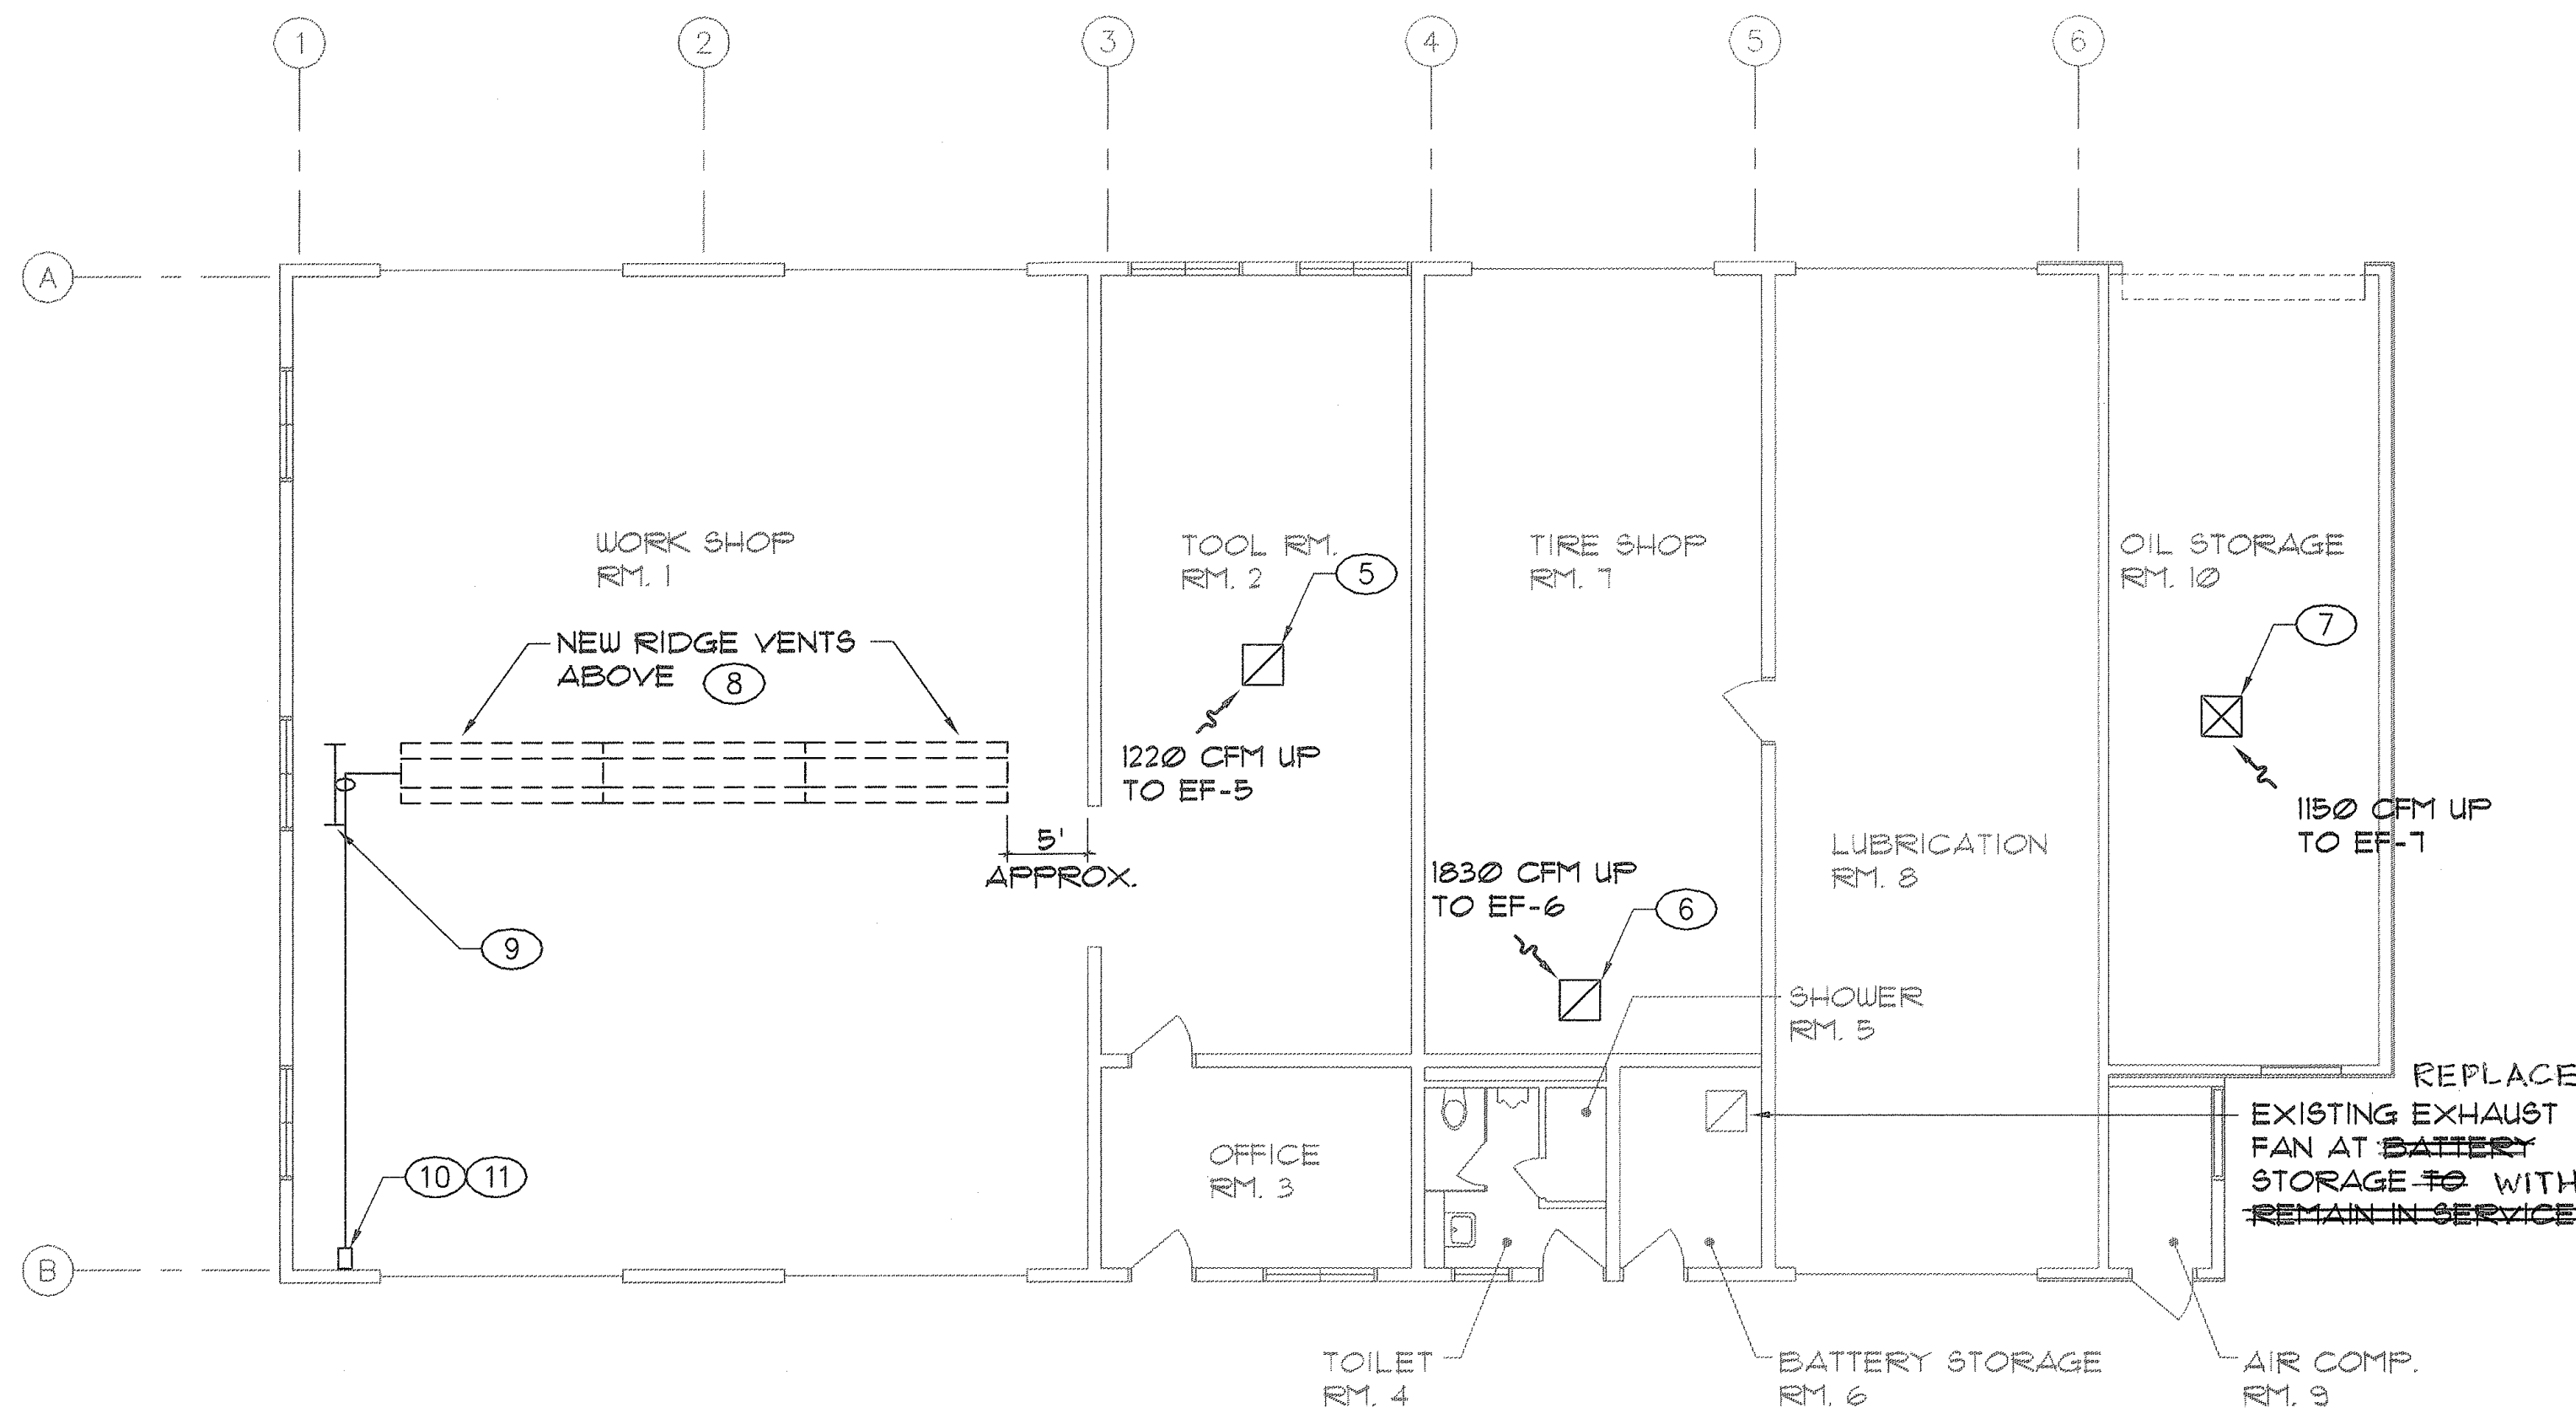 1
2
3
4
5
6
A
WORK SHOP
RM. 1
TOOL RM.
RM. 2
5
TIRE SHOP
RM. 7
OIL STORAGE
RM. 10
7
NEW RIDGE VENTS
ABOVE
8
1220 CFM UP
TO EF-5
1150 CFM UP
TO EF-7
5'
APPROX.
1830 CFM UP
TO EF-6
6
LUBRICATION
RM. 8
9
SHOWER
RM. 5
REPLACE
EXISTING EXHAUST
FAN AT BATTERY
STORAGE TO WITH
REMAIN IN SERVICE
OFFICE
RM. 3
10
11
B
TOILET
RM. 4
BATTERY STORAGE
RM. 6
AIR COMP.
RM. 9